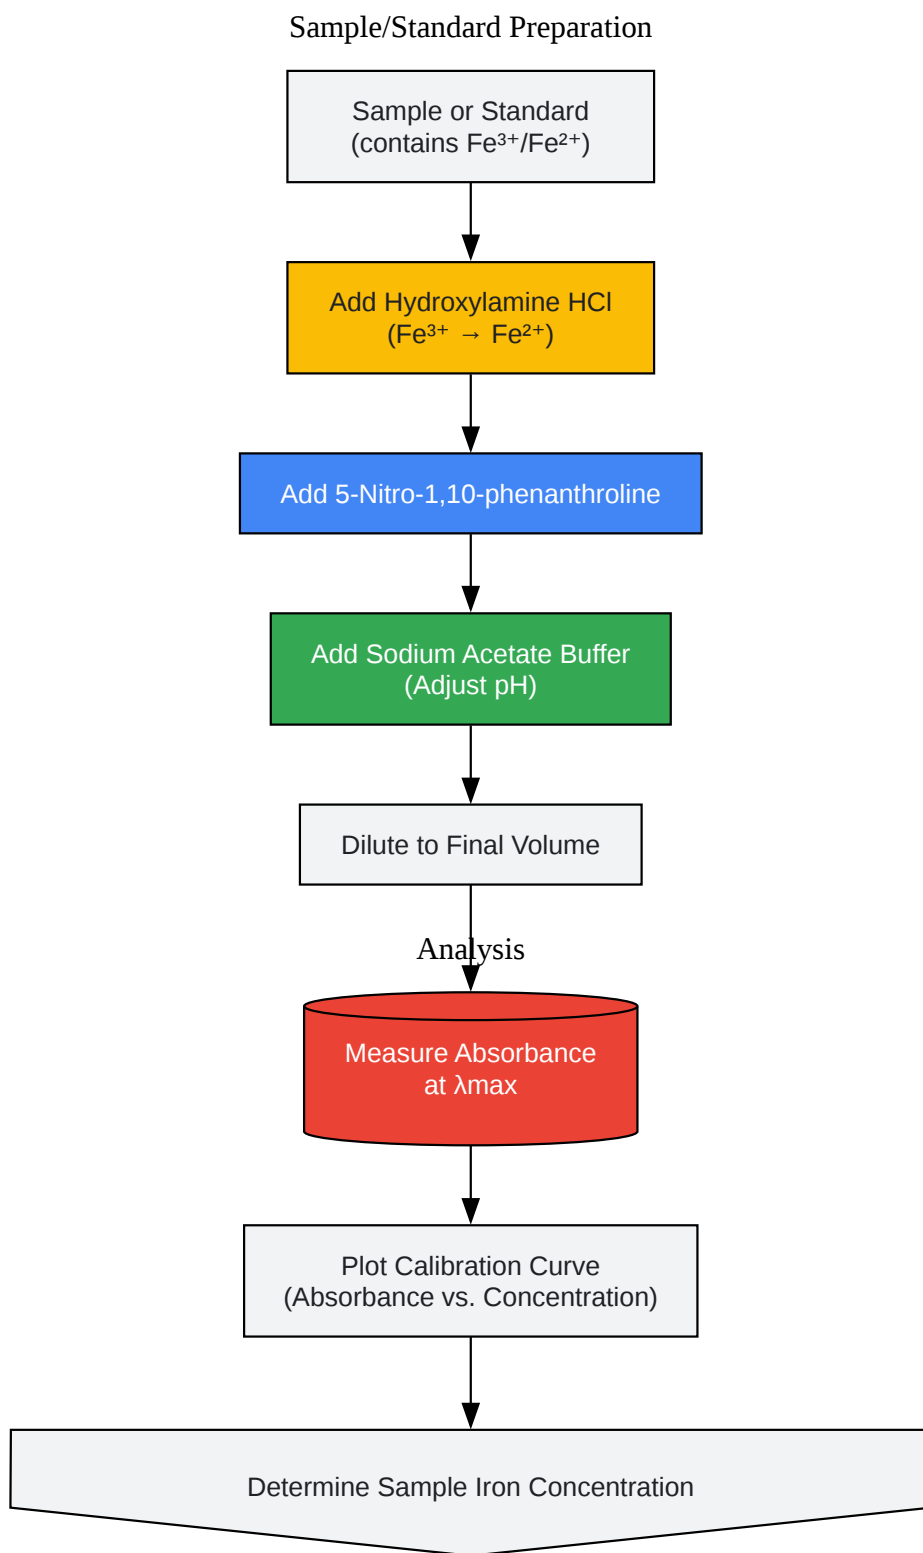 Sample/Standard Preparation
Sample or Standard
(contains Fe³⁺/Fe²⁺)
Add Hydroxylamine HCl
(Fe³⁺ → Fe²⁺)
Add 5-Nitro-1,10-phenanthroline
Add Sodium Acetate Buffer
(Adjust pH)
Dilute to Final Volume
Analysis
Measure Absorbance
at λmax
Plot Calibration Curve
(Absorbance vs. Concentration)
Determine Sample Iron Concentration